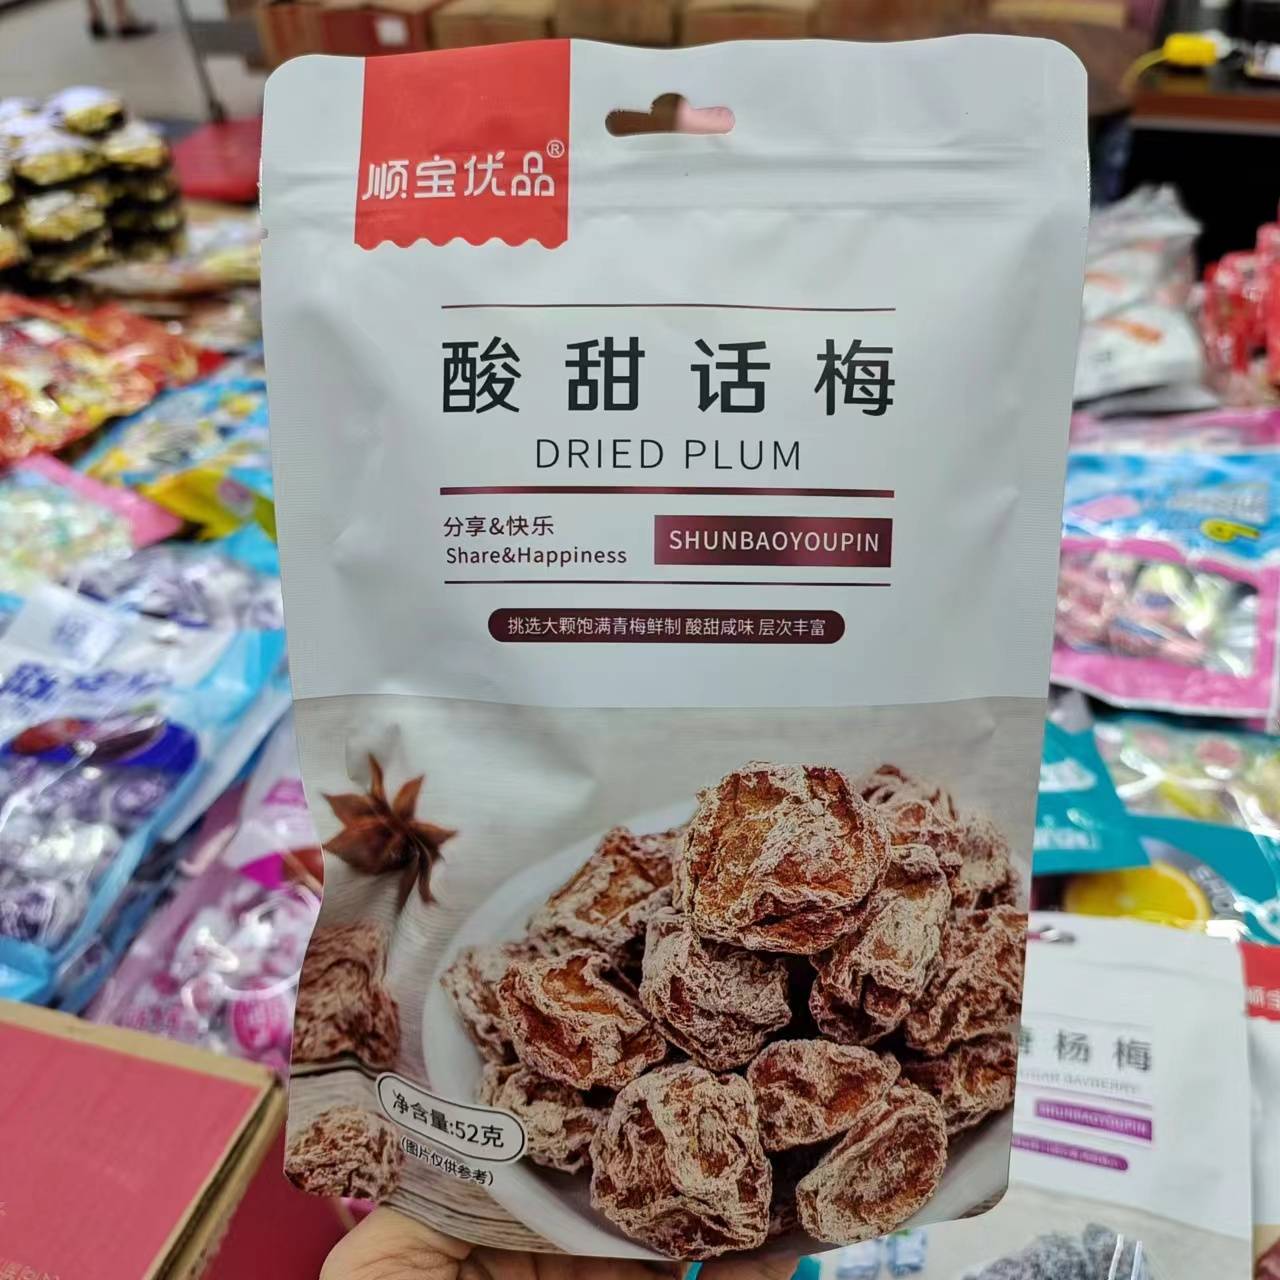 顺宝优品®
酸甜话梅
DRIED PLUM
分享&快乐
Share&Happiness
SHUNBAOYOUPIN
挑选大颗饱满青梅鲜制 酸甜咸味 层次丰富
净含量:52克
(图片仅供参考)
杨梅
SHUNBAOYOUPIN